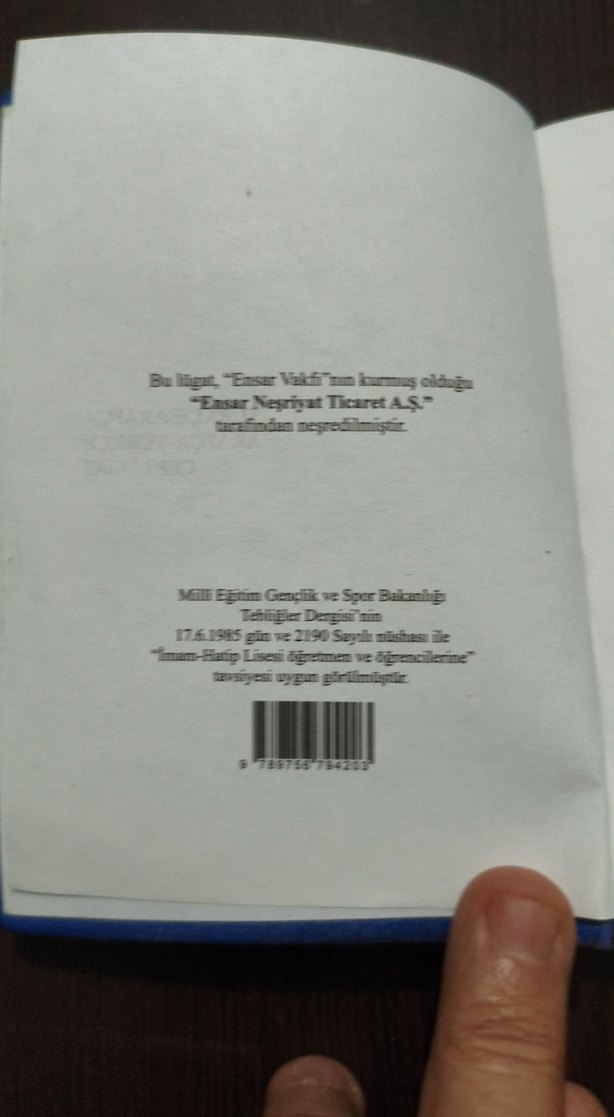 Bu lügat, “Ensar Vakfı”nın kurmuş olduğu
“Ensar Neşriyat Ticaret A.Ş.”
tarafından neşredilmiştir.
Millî Eğitim Gençlik ve Spor Bakanlığı
Tebliğler Dergisi'nin
17.6.1985 gün ve 2190 Sayılı nüshası ile
“İmam-Hatip Lisesi öğretmen ve öğrencilerine”
tavsiyesi uygun görülmüştür.
9 789756 794203